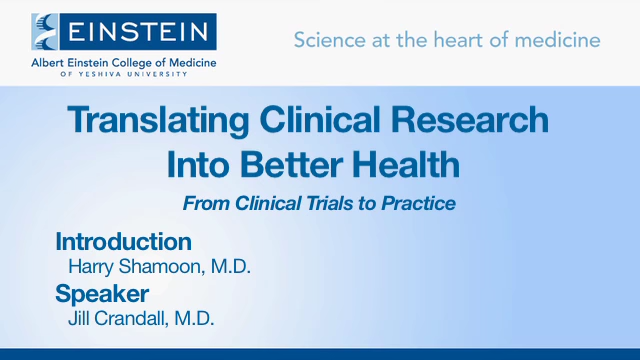 EINSTEIN
Albert Einstein College of Medicine
OF YESHIVA UNIVERSITY
Science at the heart of medicine
Translating Clinical Research
Into Better Health
From Clinical Trials to Practice
Introduction
Harry Shamoon, M.D.
Speaker
Jill Crandall, M.D.